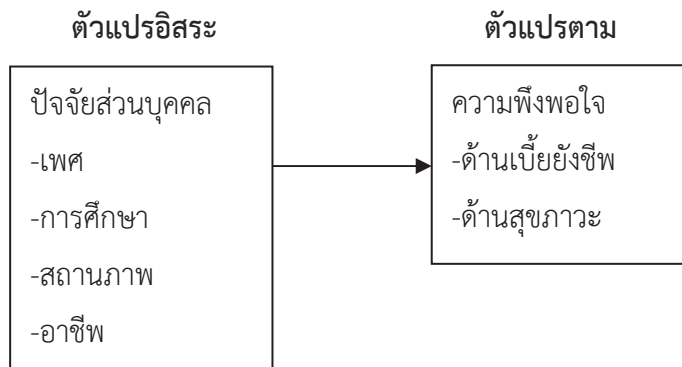 ตัวแปรอิสระ
ปัจจัยส่วนบุคคล
-เพศ
-การศึกษา
-สถานภาพ
-อาชีพ
ตัวแปรตาม
ความพึงพอใจ
-ด้านเบี้ยยังชีพ
-ด้านสุขภาวะ